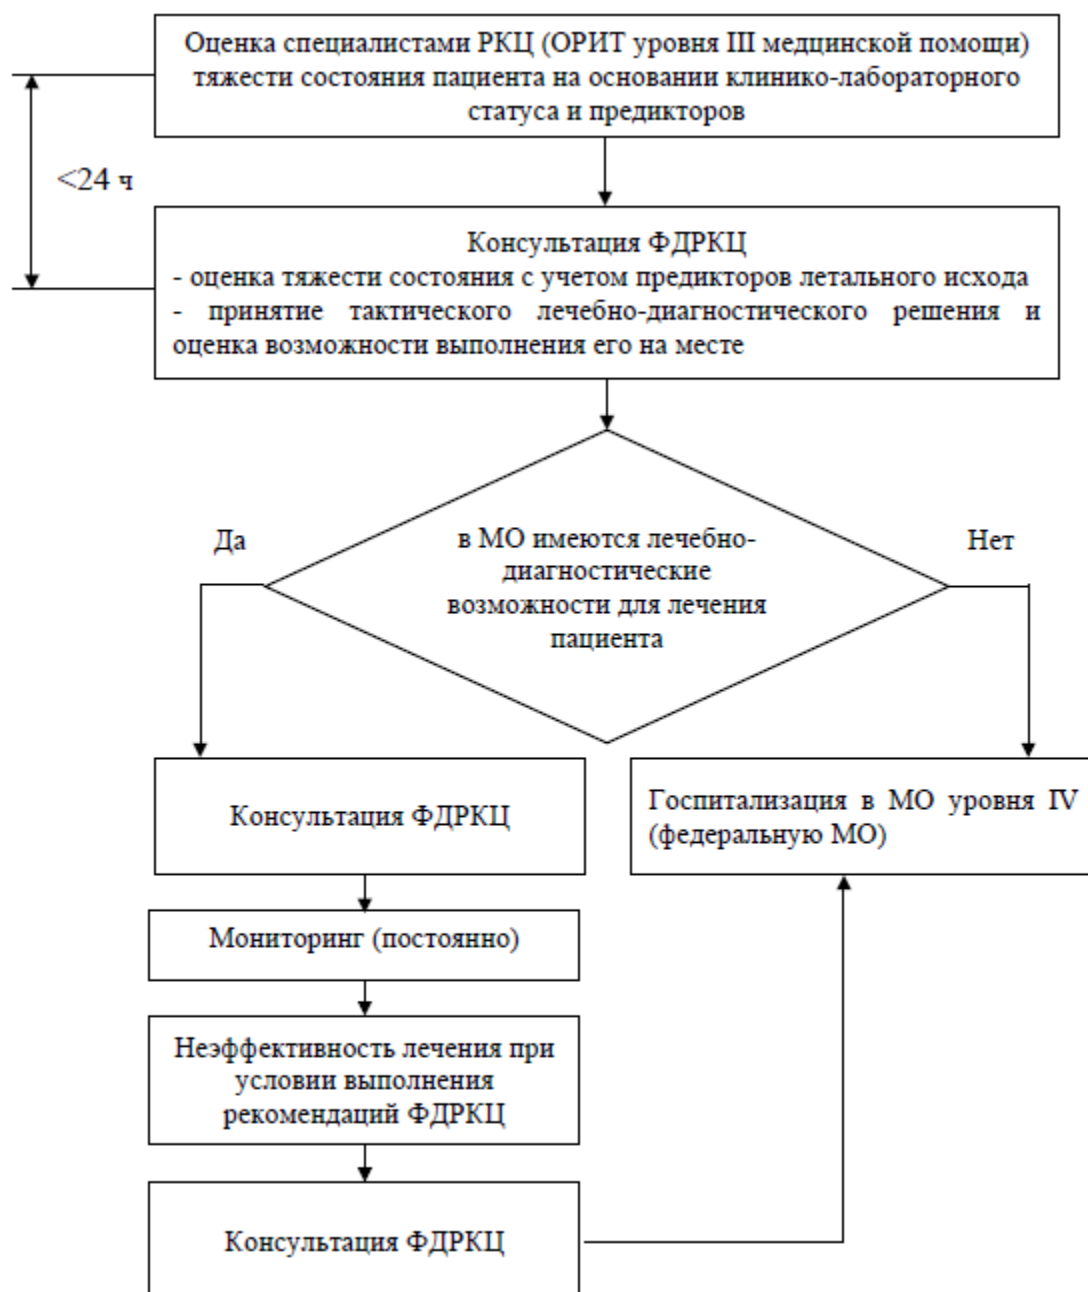 Оценка специалистами РКЦ (ОРИТ уровня III медцинской помощи)
тяжести состояния пациента на основании клинико-лабораторного
статуса и предикторов
<24 ч
Консультация ФДРКЦ
- оценка тяжести состояния с учетом предикторов летального исхода
- принятие тактического лечебно-диагностического решения и
оценка возможности выполнения его на месте
Да
в МО имеются лечебно-
диагностические
возможности для лечения
пациента
Нет
Консультация ФДРКЦ
Госпитализация в МО уровня IV
(федеральную МО)
Мониторинг (постоянно)
Неэффективность лечения при
условии выполнения
рекомендаций ФДРКЦ
Консультация ФДРКЦ